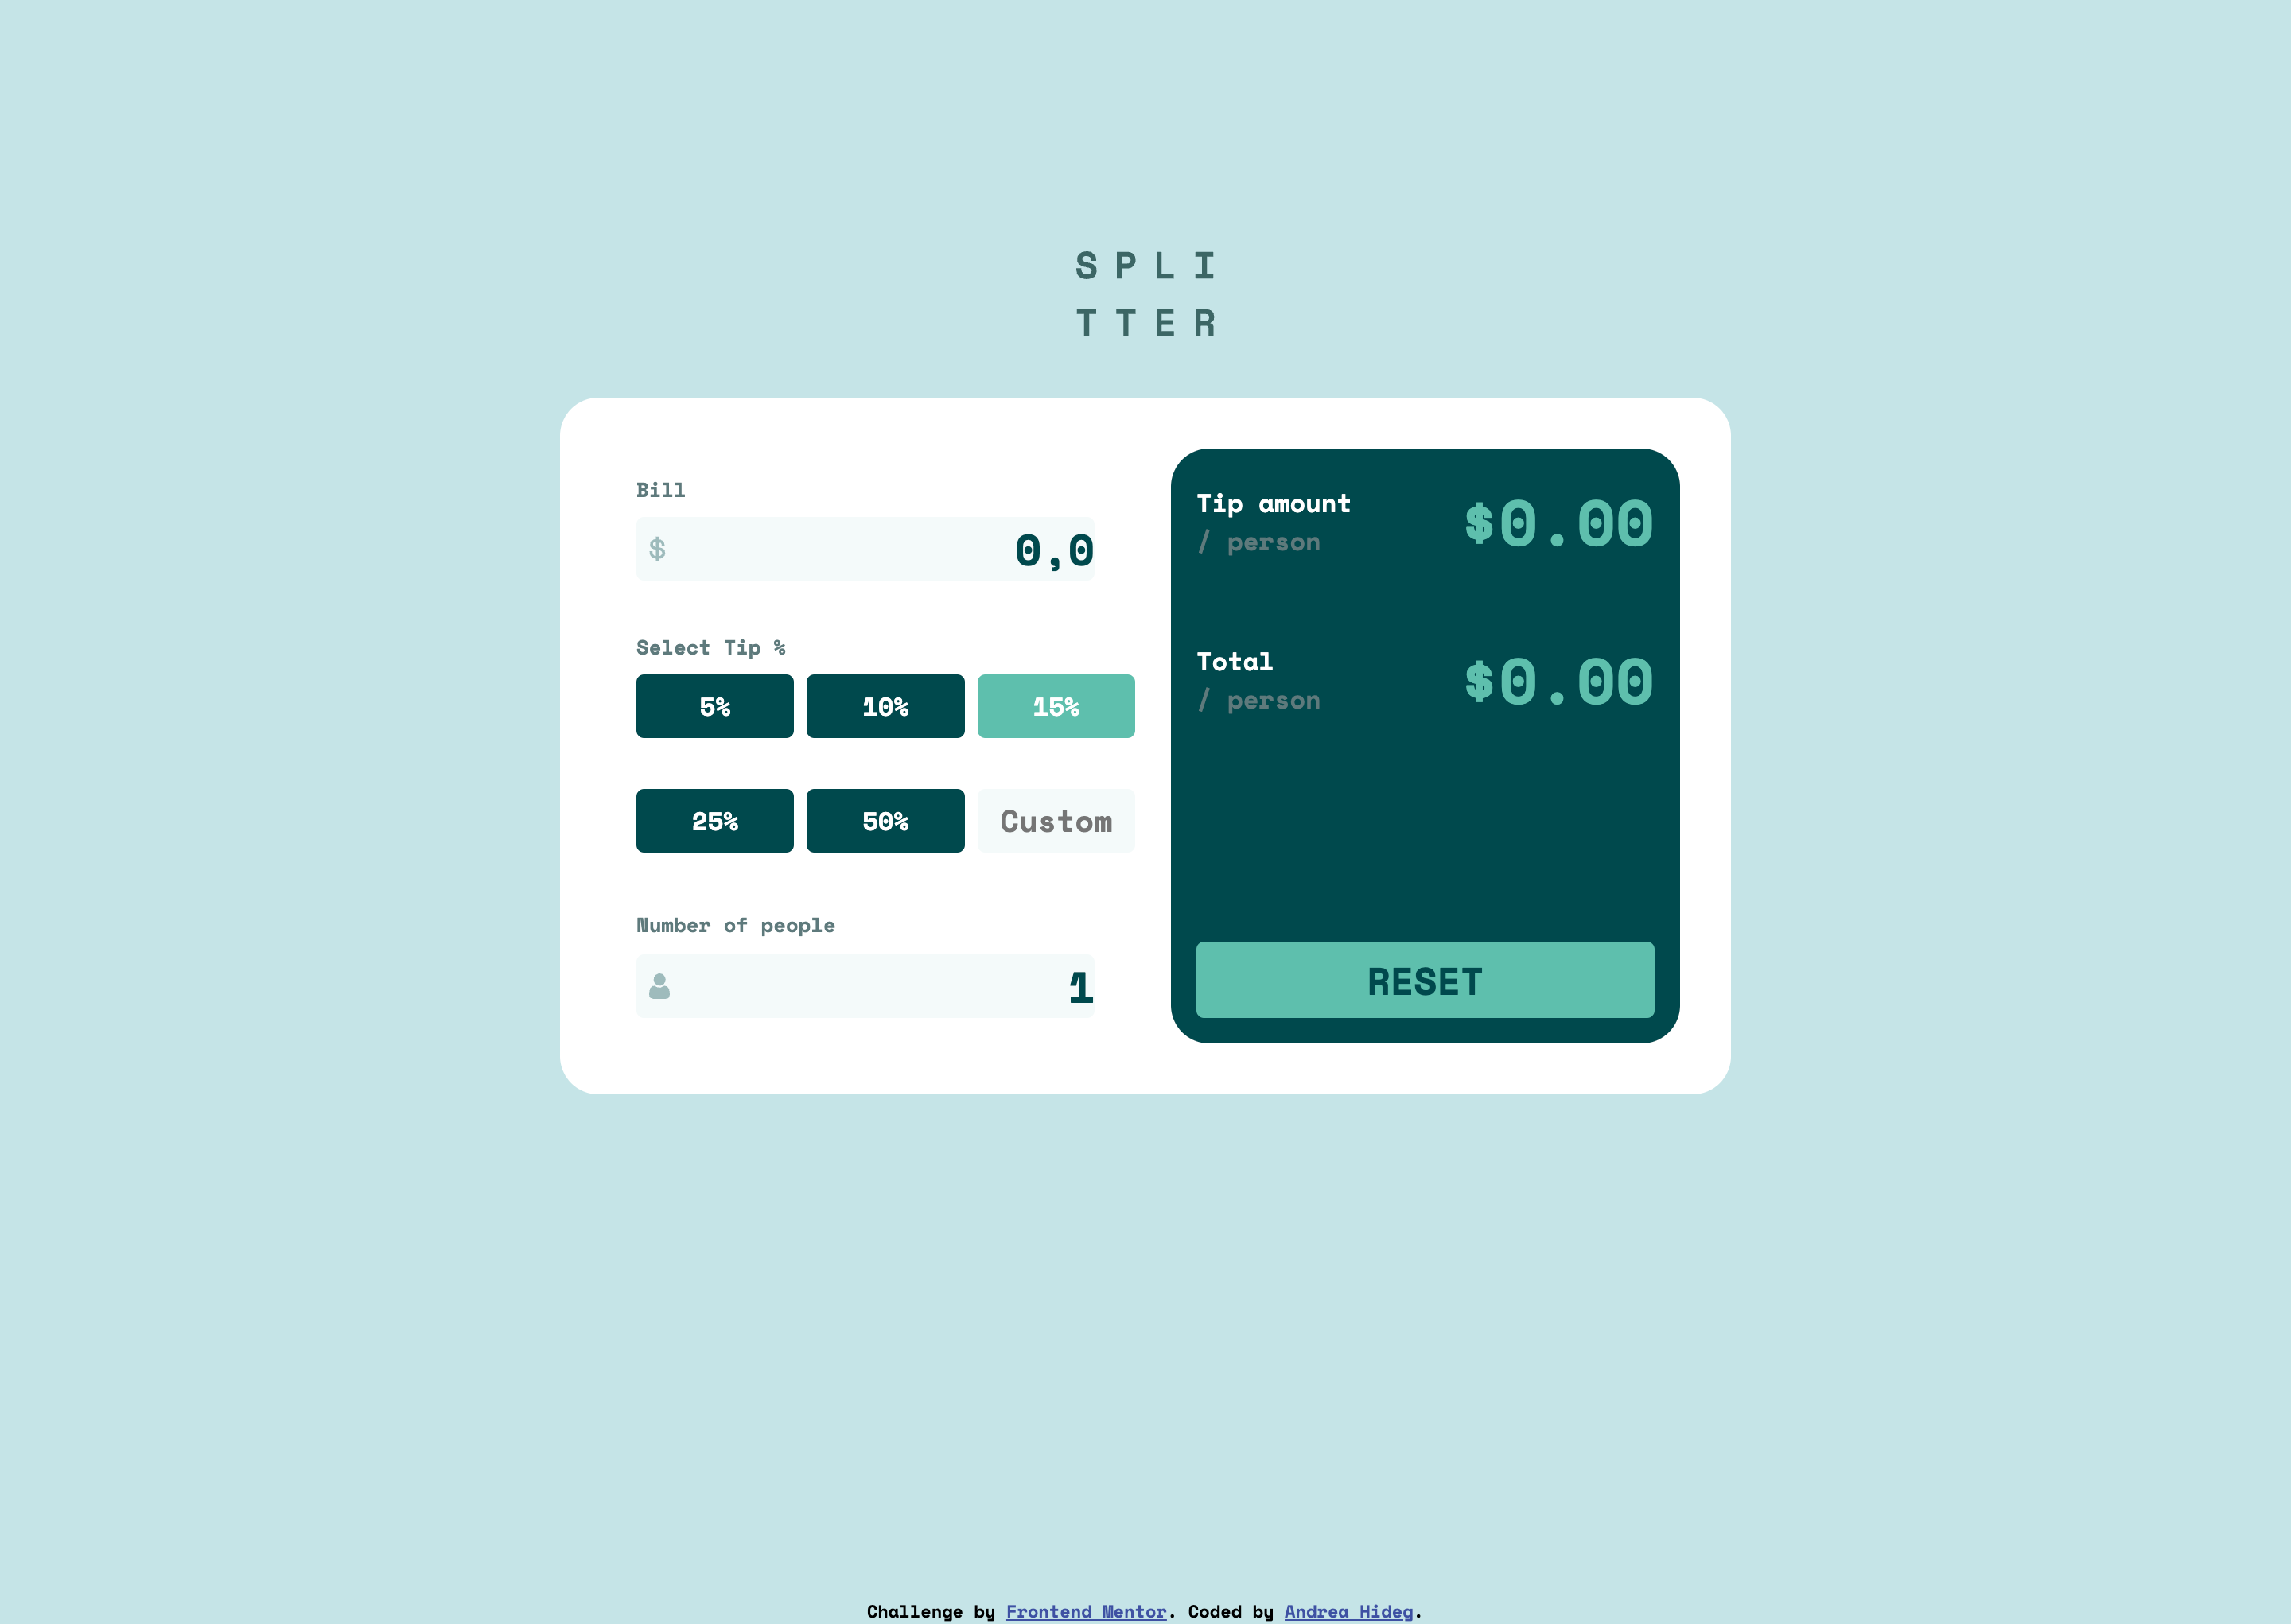 S P L I
T T E R
Bill
$ 0,0
Select Tip %
5% 10% 15%
25% 50% Custom
Number of people
1
Tip amount
/ person
$0.00
Total
/ person
$0.00
RESET
Challenge by Frontend Mentor. Coded by Andrea Hideg.